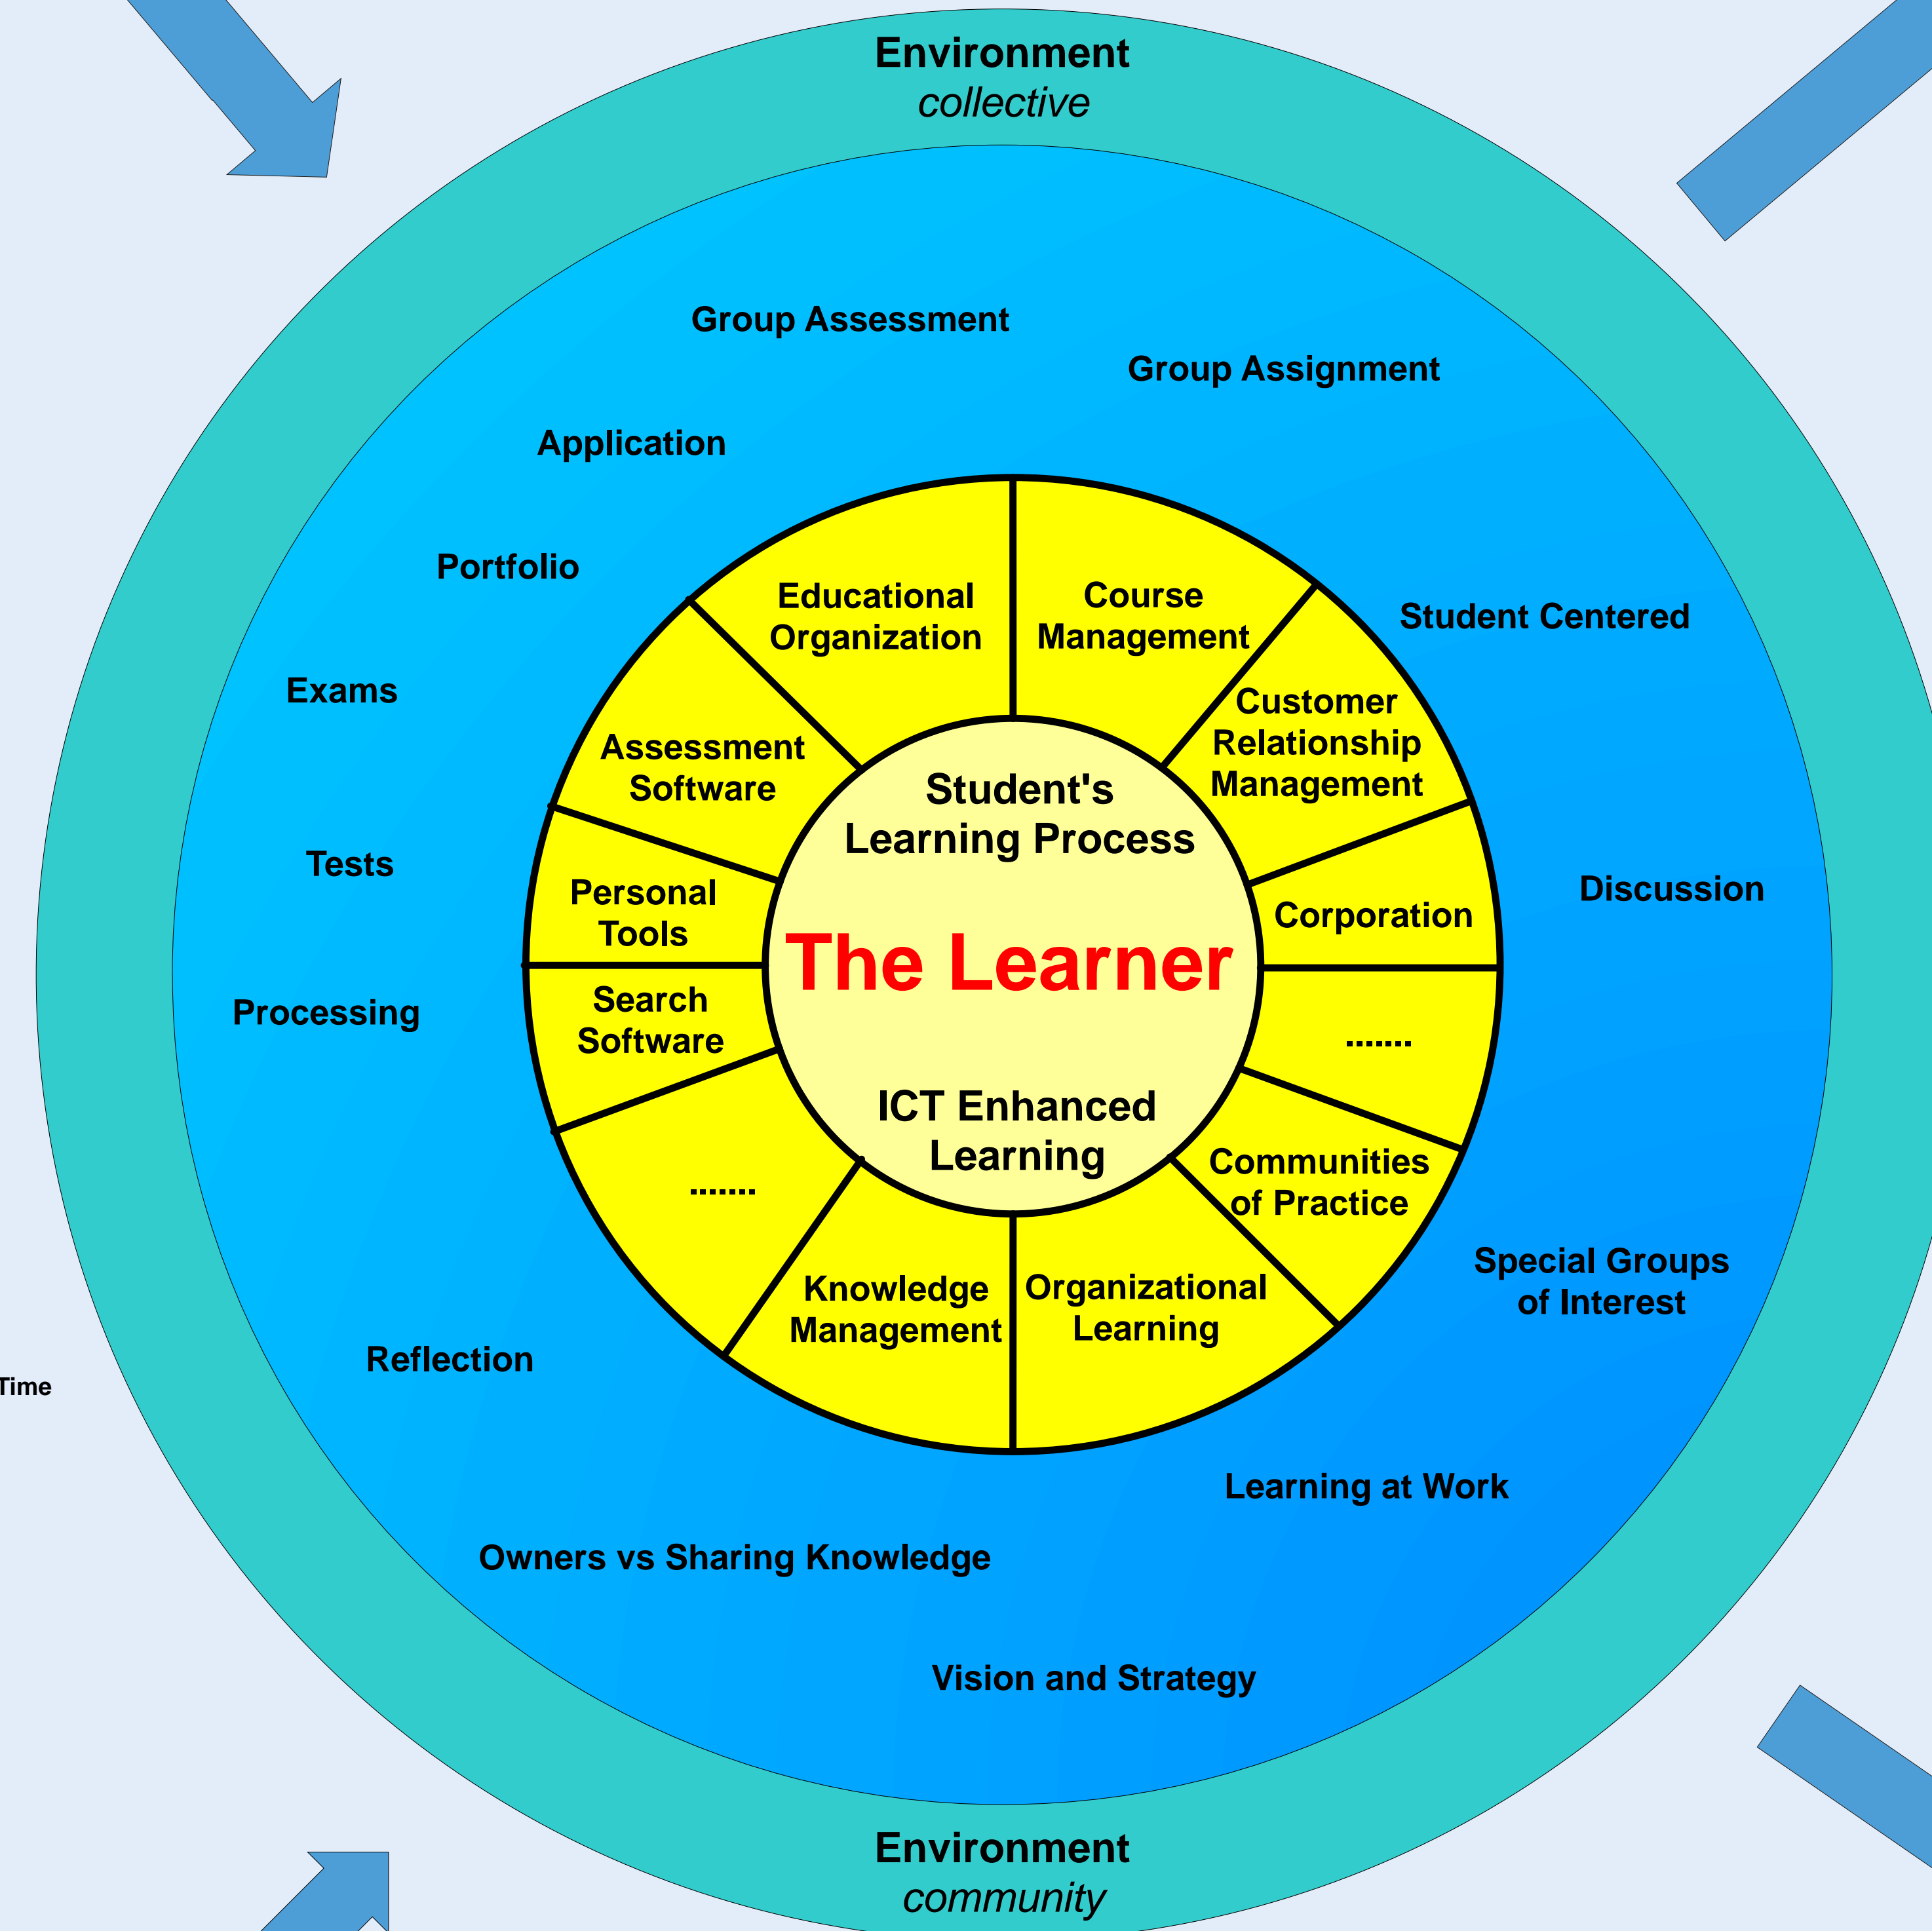 Environment
collective
Group Assessment
Group Assignment
Application
Portfolio
Educational
Organization
Course
Management
Student Centered
Exams
Customer
Relationship
Management
Assessment
Software
Student's
Learning Process
Tests
Personal
Tools
Corporation
Discussion
The Learner
Processing
Search
Software
.......
ICT Enhanced
Learning
Communities
of Practice
.......
Special Groups
of Interest
Knowledge
Management
Organizational
Learning
Reflection
Time
Learning at Work
Owners vs Sharing Knowledge
Vision and Strategy
Environment
community